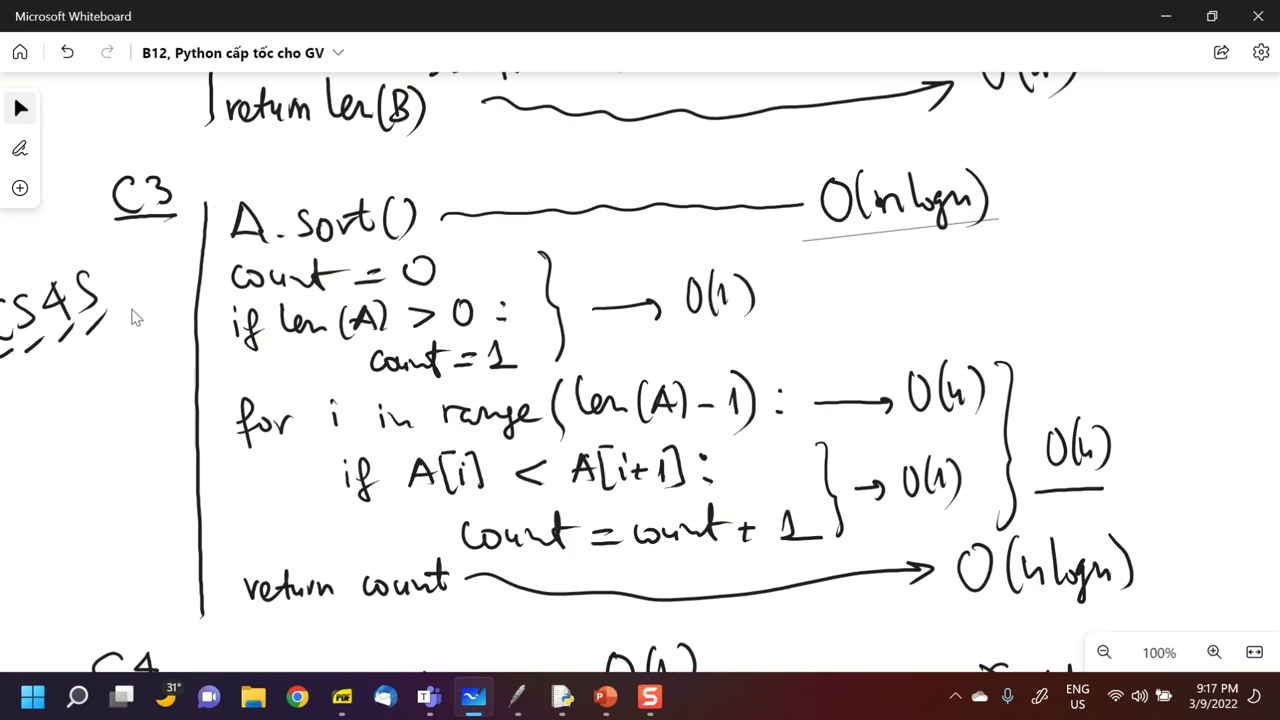 Microsoft Whiteboard
B12, Python cấp tốc cho GV
return len(B)
C3
A.sort() O(nlogn)
count = 0
if len(A) > 0 : O(1)
count = 1
for i in range(len(A)-1): O(n)
if A[i] < A[i+1]: O(1) O(n)
count = count + 1
return count O(nlogn)
CS4S
C4
100%
31°
ENG
US
9:17 PM
3/9/2022